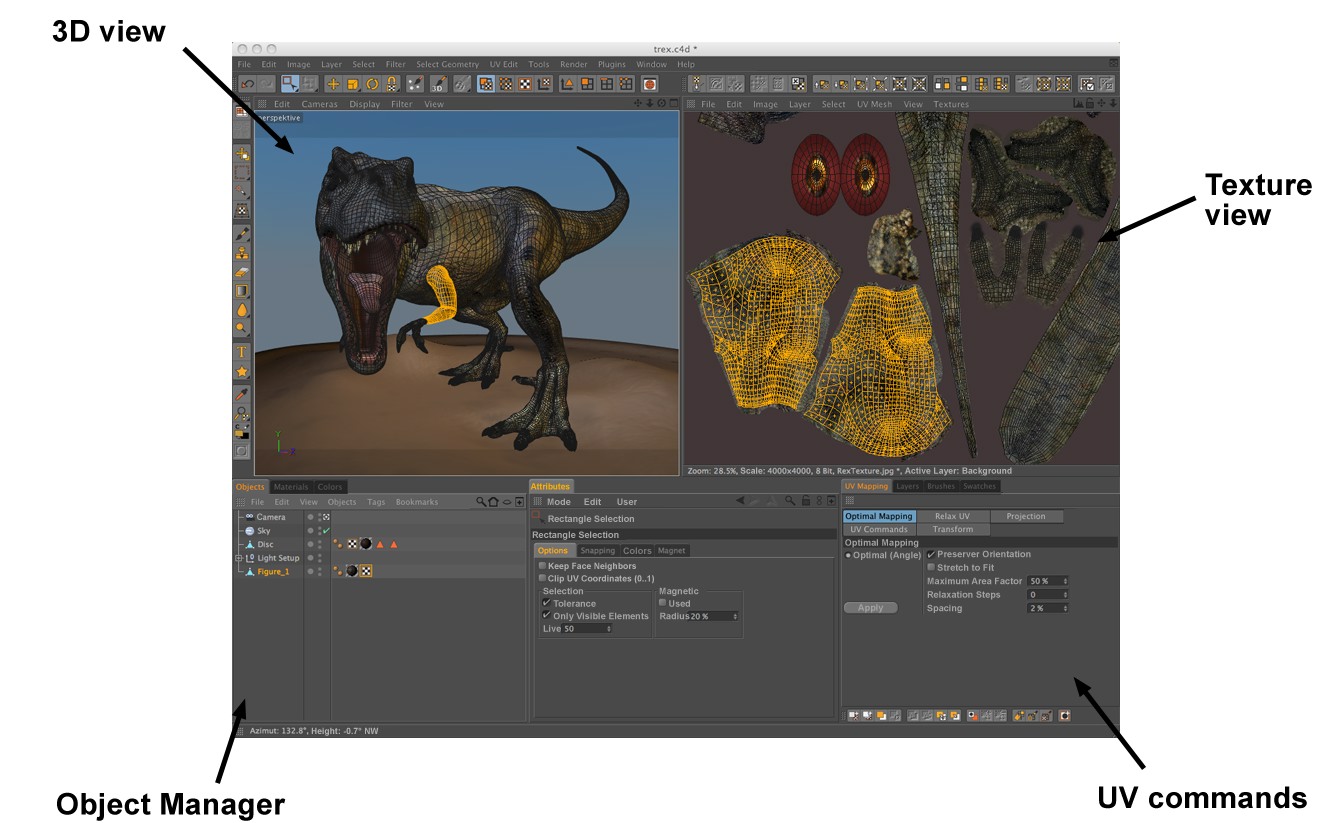 3D view
trex.c4d *
File Edit Image Layer Select Filter Select Geometry UV Edit Tools Render Plugins Window Help
3D
Edit Cameras Display Filter View
File Edit Image Layer Select UV Mesh View Textures
erspektive
Texture
view
T
Y
Zoom: 28.5%, Scale: 4000x4000, 8 Bit, RexTexture.jpg *, Active Layer: Background
Objects Materials Colors
Attributes
UV Mapping Layers Brushes Swatches
File Edit View Objects Tags Bookmarks
Mode Edit User
Camera
Sky
Disc
Light Setup
Figure_1
Rectangle Selection
Rectangle Selection
Options Snapping Colors Magnet
Keep Face Neighbors
Clip UV Coordinates (0..1)
Selection Magnetic
Tolerance Used
Only Visible Elements Radius 20 %
Live 50
Optimal Mapping Relax UV Projection
UV Commands Transform
Optimal Mapping
Optimal (Angle) Preserver Orientation
Stretch to Fit
Maximum Area Factor 50 %
Relaxation Steps 0
Apply Spacing 2 %
Azimut: 132.8°, Height: -0.7° NW
Object Manager
UV commands